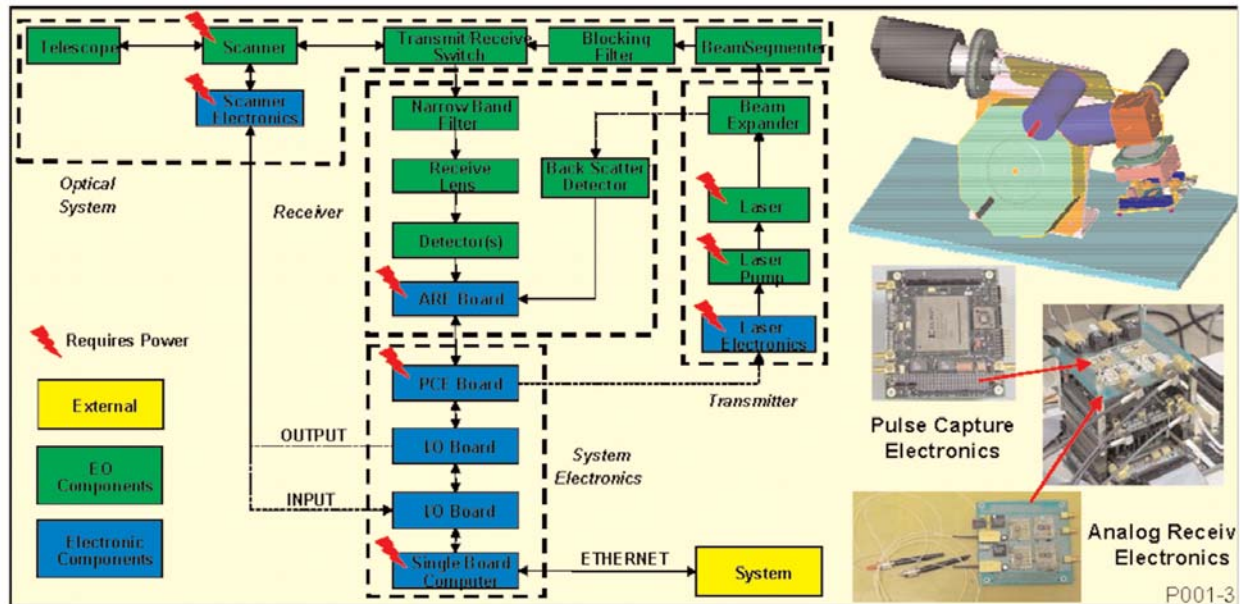 Telescope
Scanner
Transmit/Receive
Switch
Blocking
Filter
BeamSegmenter
Scanner
Electronics
Narrow Band
Filter
Beam
Expander
Optical
System
Receiver
Receive
Lens
Back Scatter
Detector
Laser
Detector(s)
Laser
Pump
ARE Board
Laser
Electronics
Requires Power
PCE Board
Transmitter
External
OUTPUT
I/O Board
System
Electronics
EO
Components
INPUT
I/O Board
Electronic
Components
Single Board
Computer
ETHERNET
System
Pulse Capture
Electronics
Analog Receiv
Electronics
P001-3